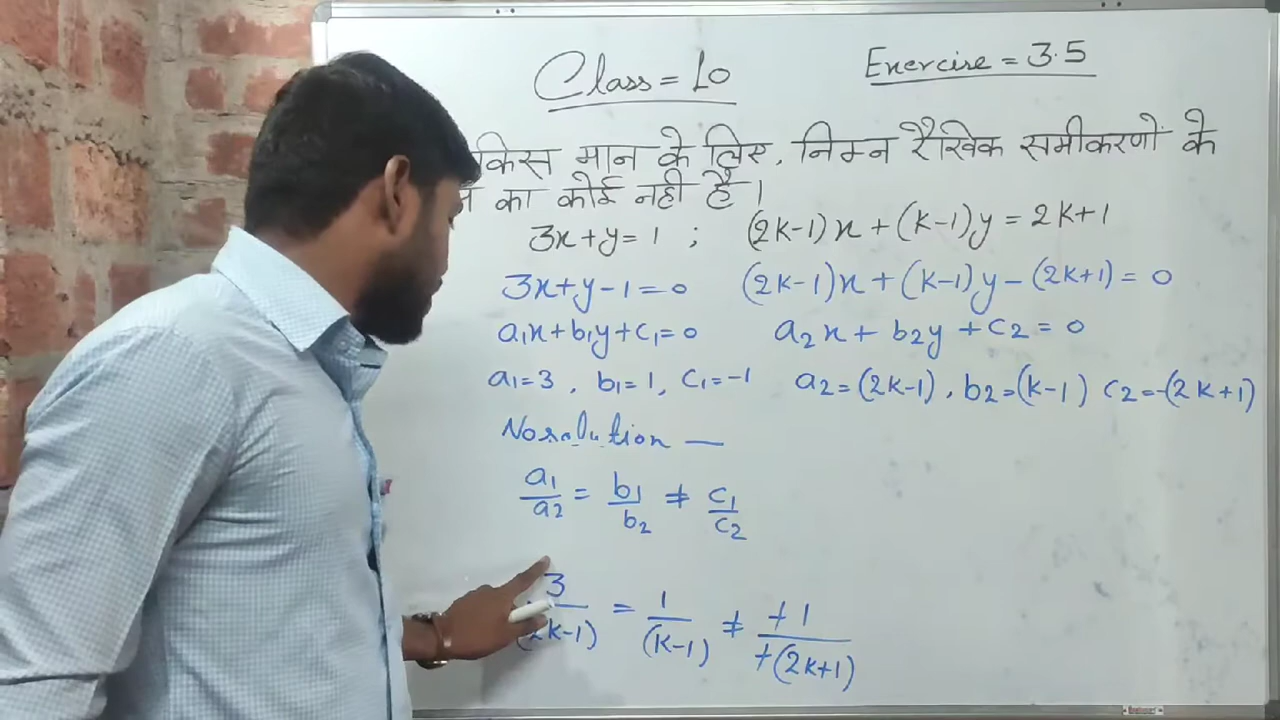 Class = 10
Exercise = 3.5
किस मान के लिए, निम्न रैखिक समीकरणों के
का कोई नही है।
3x+y=1 ; (2k-1)x+(k-1)y=2k+1
3x+y-1=0 (2k-1)x+(k-1)y-(2k+1)=0
a₁x+b₁y+c₁=0 a₂x+b₂y+c₂=0
a₁=3, b₁=1, c₁=-1 a₂=(2k-1), b₂=(k-1) c₂=-(2k+1)
No solution —
a₁/a₂ = b₁/b₂ ≠ c₁/c₂
3/(2k-1) = 1/(k-1) ≠ +1/+(2k+1)